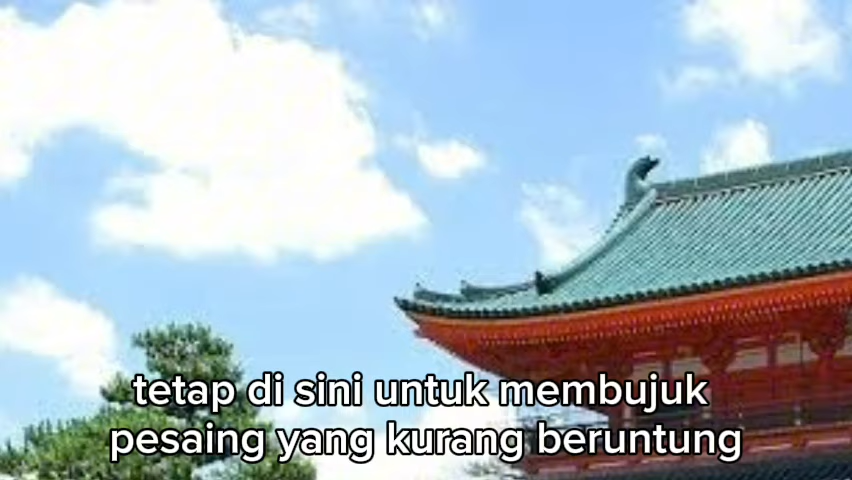 tetap di sini untuk membujuk
pesaing yang kurang beruntung